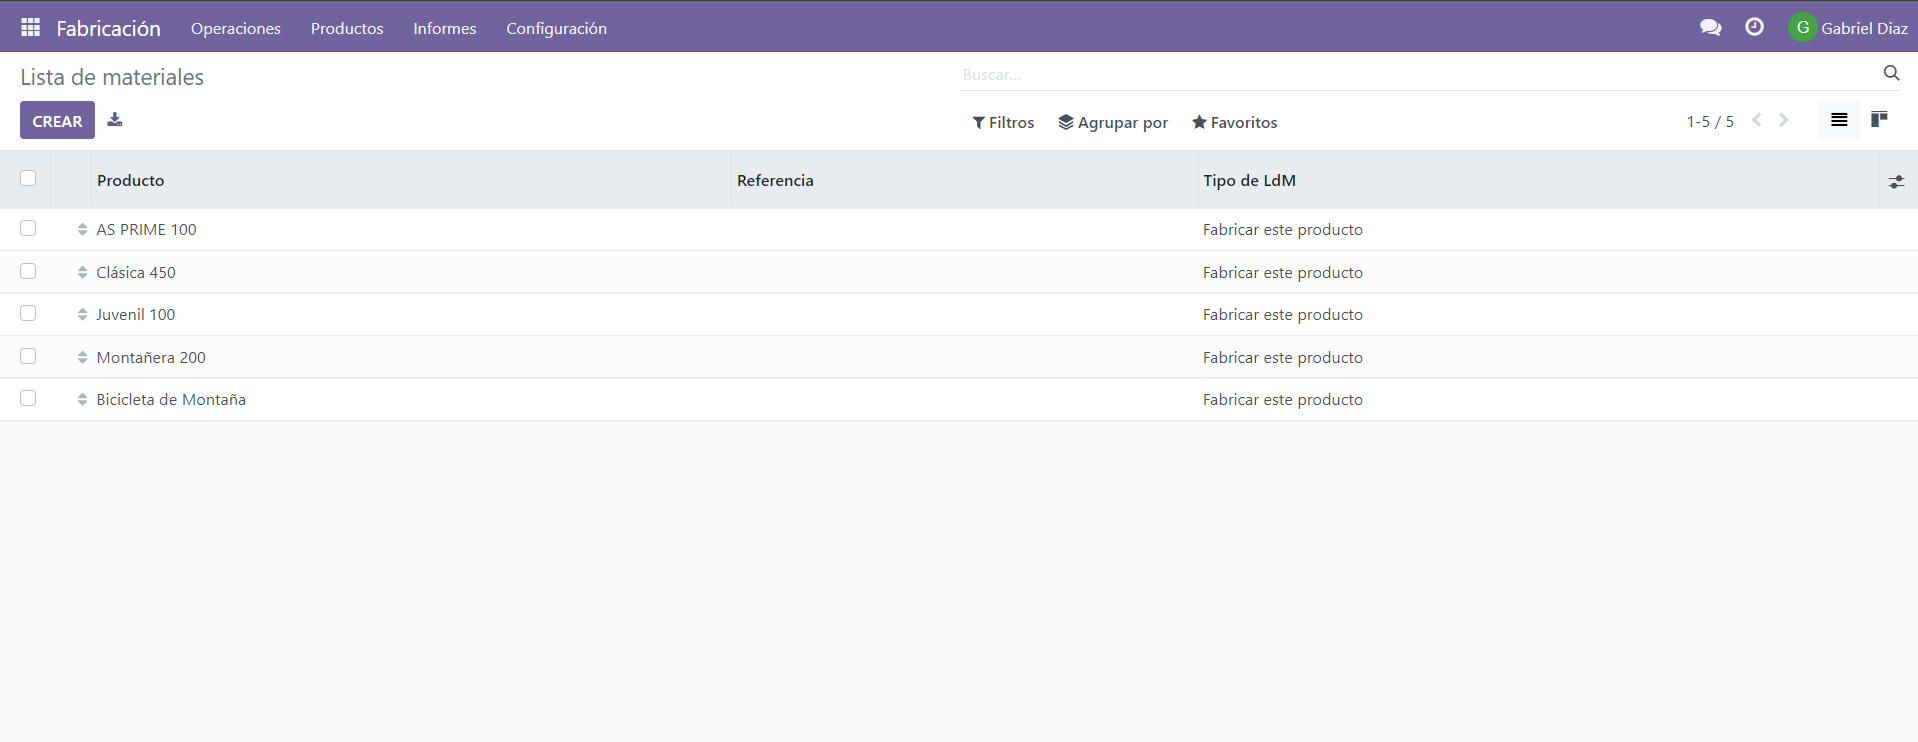 Fabricación Operaciones Productos Informes Configuración G Gabriel Diaz
Lista de materiales Buscar...
CREAR Filtros Agrupar por Favoritos 1-5 / 5
Producto Referencia Tipo de LdM
AS PRIME 100 Fabricar este producto
Clásica 450 Fabricar este producto
Juvenil 100 Fabricar este producto
Montañera 200 Fabricar este producto
Bicicleta de Montaña Fabricar este producto